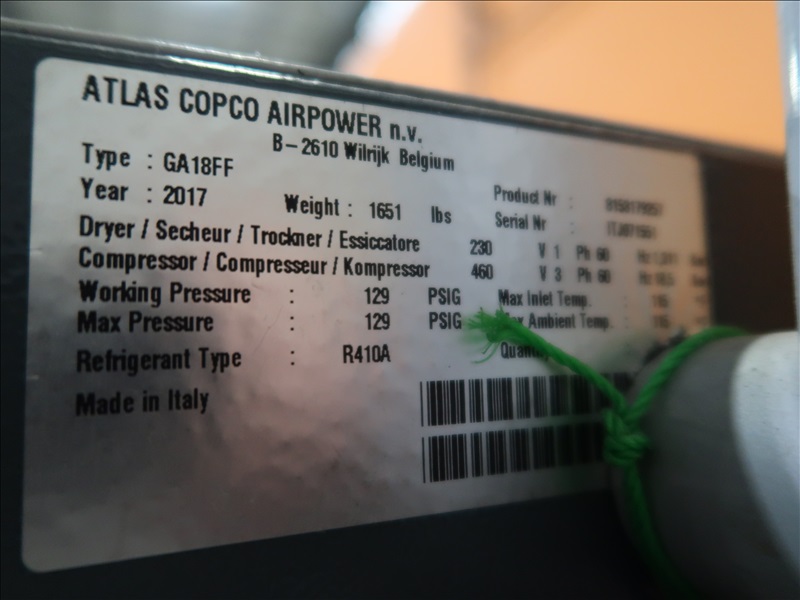 ATLAS COPCO AIRPOWER n.v.
B-2610 Wilrijk Belgium
Type : GA18FF
Year : 2017
Weight : 1651 lbs
Product Nr :
Serial Nr :
Dryer / Secheur / Trockner / Essiccatore 230 V 1 Ph 60 Hz
Compressor / Compresseur / Kompressor 460 V 3 Ph 60 Hz
Working Pressure : 129 PSIG Max Inlet Temp. :
Max Pressure : 129 PSIG Ambient Temp. :
Refrigerant Type : R410A
Made in Italy